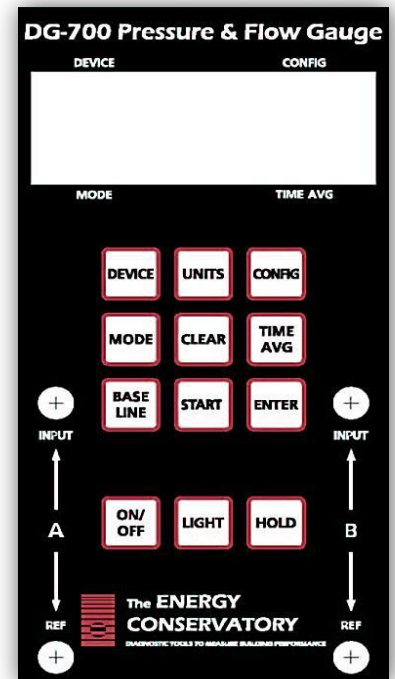 DG-700 Pressure & Flow Gauge
DEVICE CONFIG
MODE TIME AVG
DEVICE UNITS CONFIG
MODE CLEAR TIME AVG
BASE LINE START ENTER
INPUT INPUT
ON/OFF LIGHT HOLD
A B
REF REF
The ENERGY
CONSERVATORY
DIAGNOSTIC TOOLS TO MEASURE BUILDING PERFORMANCE